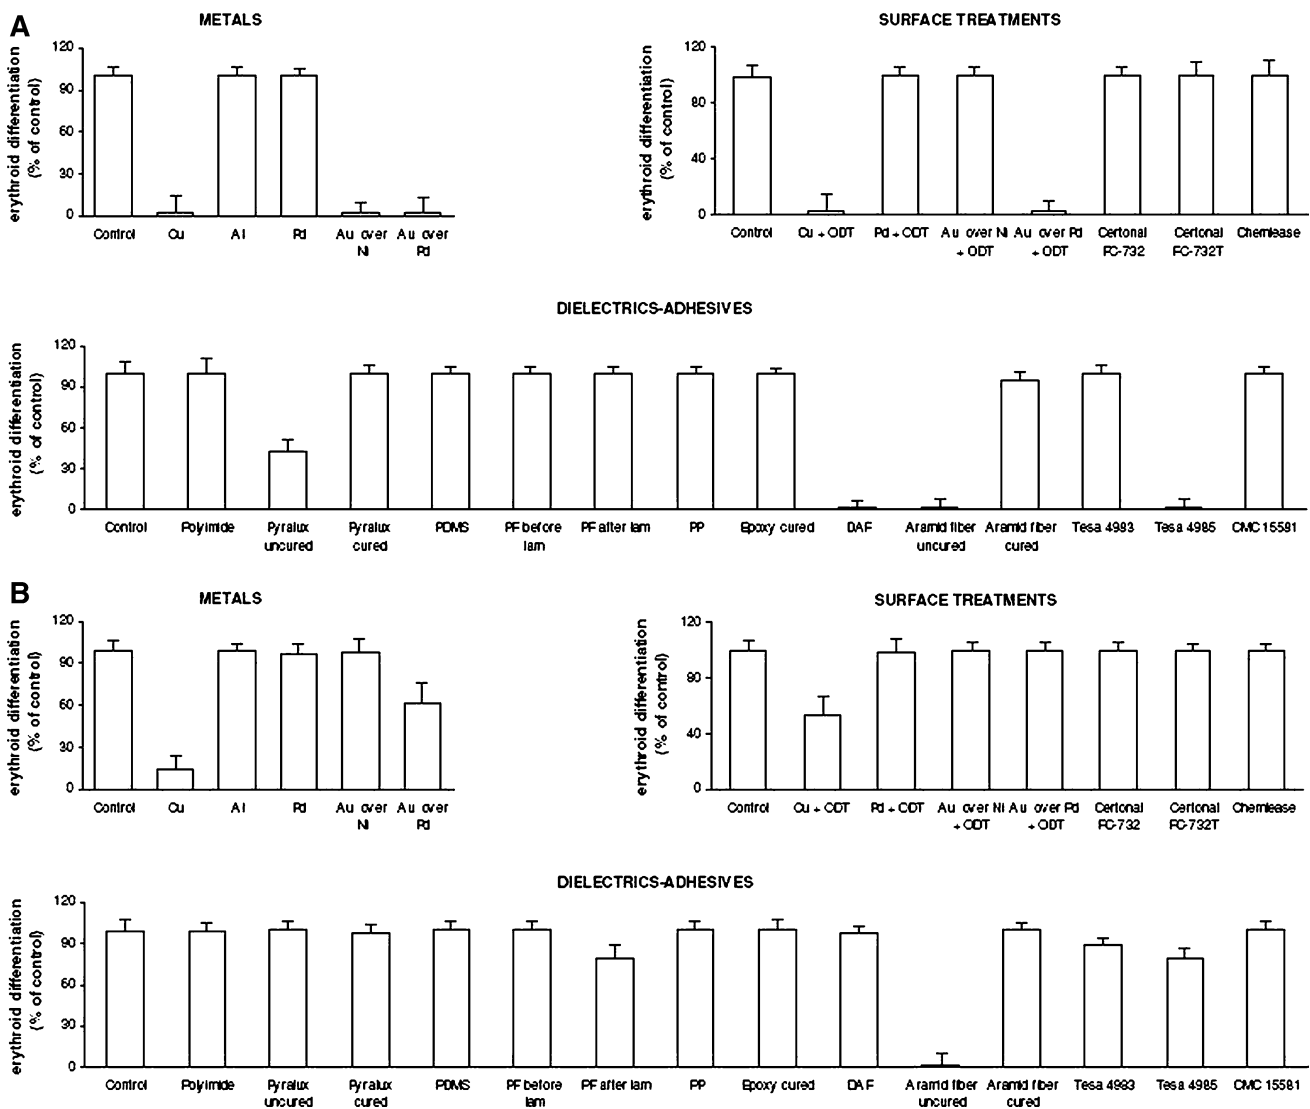 A
METALS
erythroid differentiation
(% of control)
120
90
60
30
0
Control Cu Al Pd Au over Au over
Ni Pd
SURFACE TREATMENTS
erythroid differentiation
(% of control)
120
80
40
0
Control Cu + ODT Pd + ODT Au over Ni Au over Pd Certonal Certonal Chemlease
+ ODT + ODT FC-732 FC-732T
DIELECTRICS-ADHESIVES
erythroid differentiation
(% of control)
120
90
60
30
0
Control Polyimide Pyralux Pyralux PDMS PF before PF after lam PP Epoxy cured DAF Aramid fiber Aramid fiber Tesa 4983 Tesa 4985 CMC 15581
uncured cured lam uncured cured
B
METALS
erythroid differentiation
(% of control)
120
90
60
30
0
Control Cu Al Pd Au over Au over
Ni Pd
SURFACE TREATMENTS
erythroid differentiation
(% of control)
120
80
40
0
Control Cu + ODT Pd + ODT Au over Ni Au over Pd Certonal Certonal Chemlease
+ ODT + ODT FC-732 FC-732T
DIELECTRICS-ADHESIVES
erythroid differentiation
(% of control)
120
90
60
30
0
Control Polyimide Pyralux Pyralux PDMS PF before PF after lam PP Epoxy cured DAF Aramid fiber Aramid fiber Tesa 4983 Tesa 4985 CMC 15581
uncured cured lam uncured cured